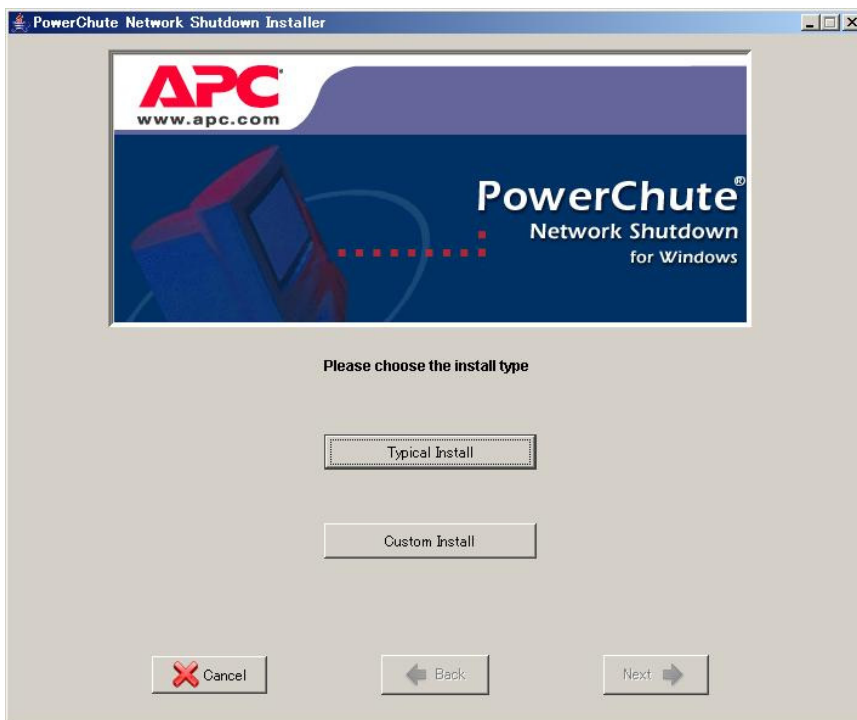 PowerChute Network Shutdown Installer
APC
www.apc.com
PowerChute®
Network Shutdown
for Windows
Please choose the install type
Typical Install
Custom Install
Cancel
Back
Next